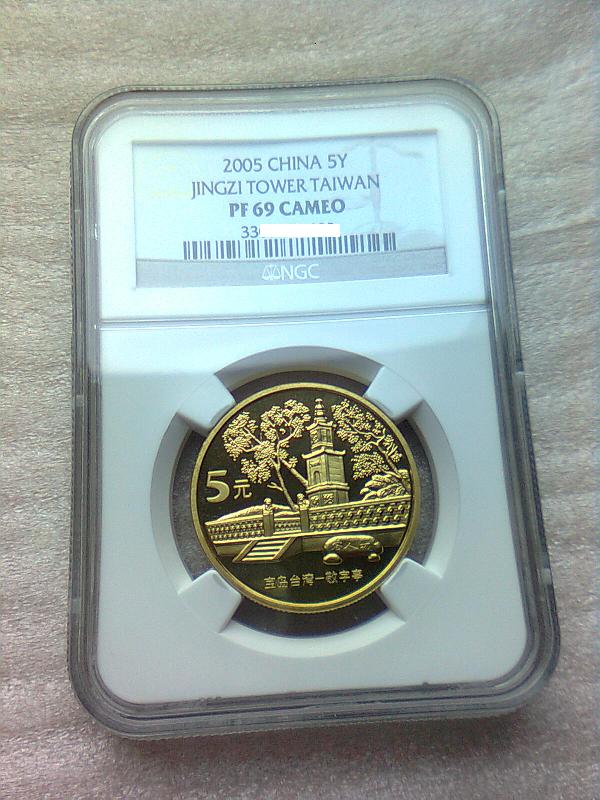 2005 CHINA 5Y
JINGZI TOWER TAIWAN
PF 69 CAMEO
33
NGC
5元
宝岛台湾—敬字亭